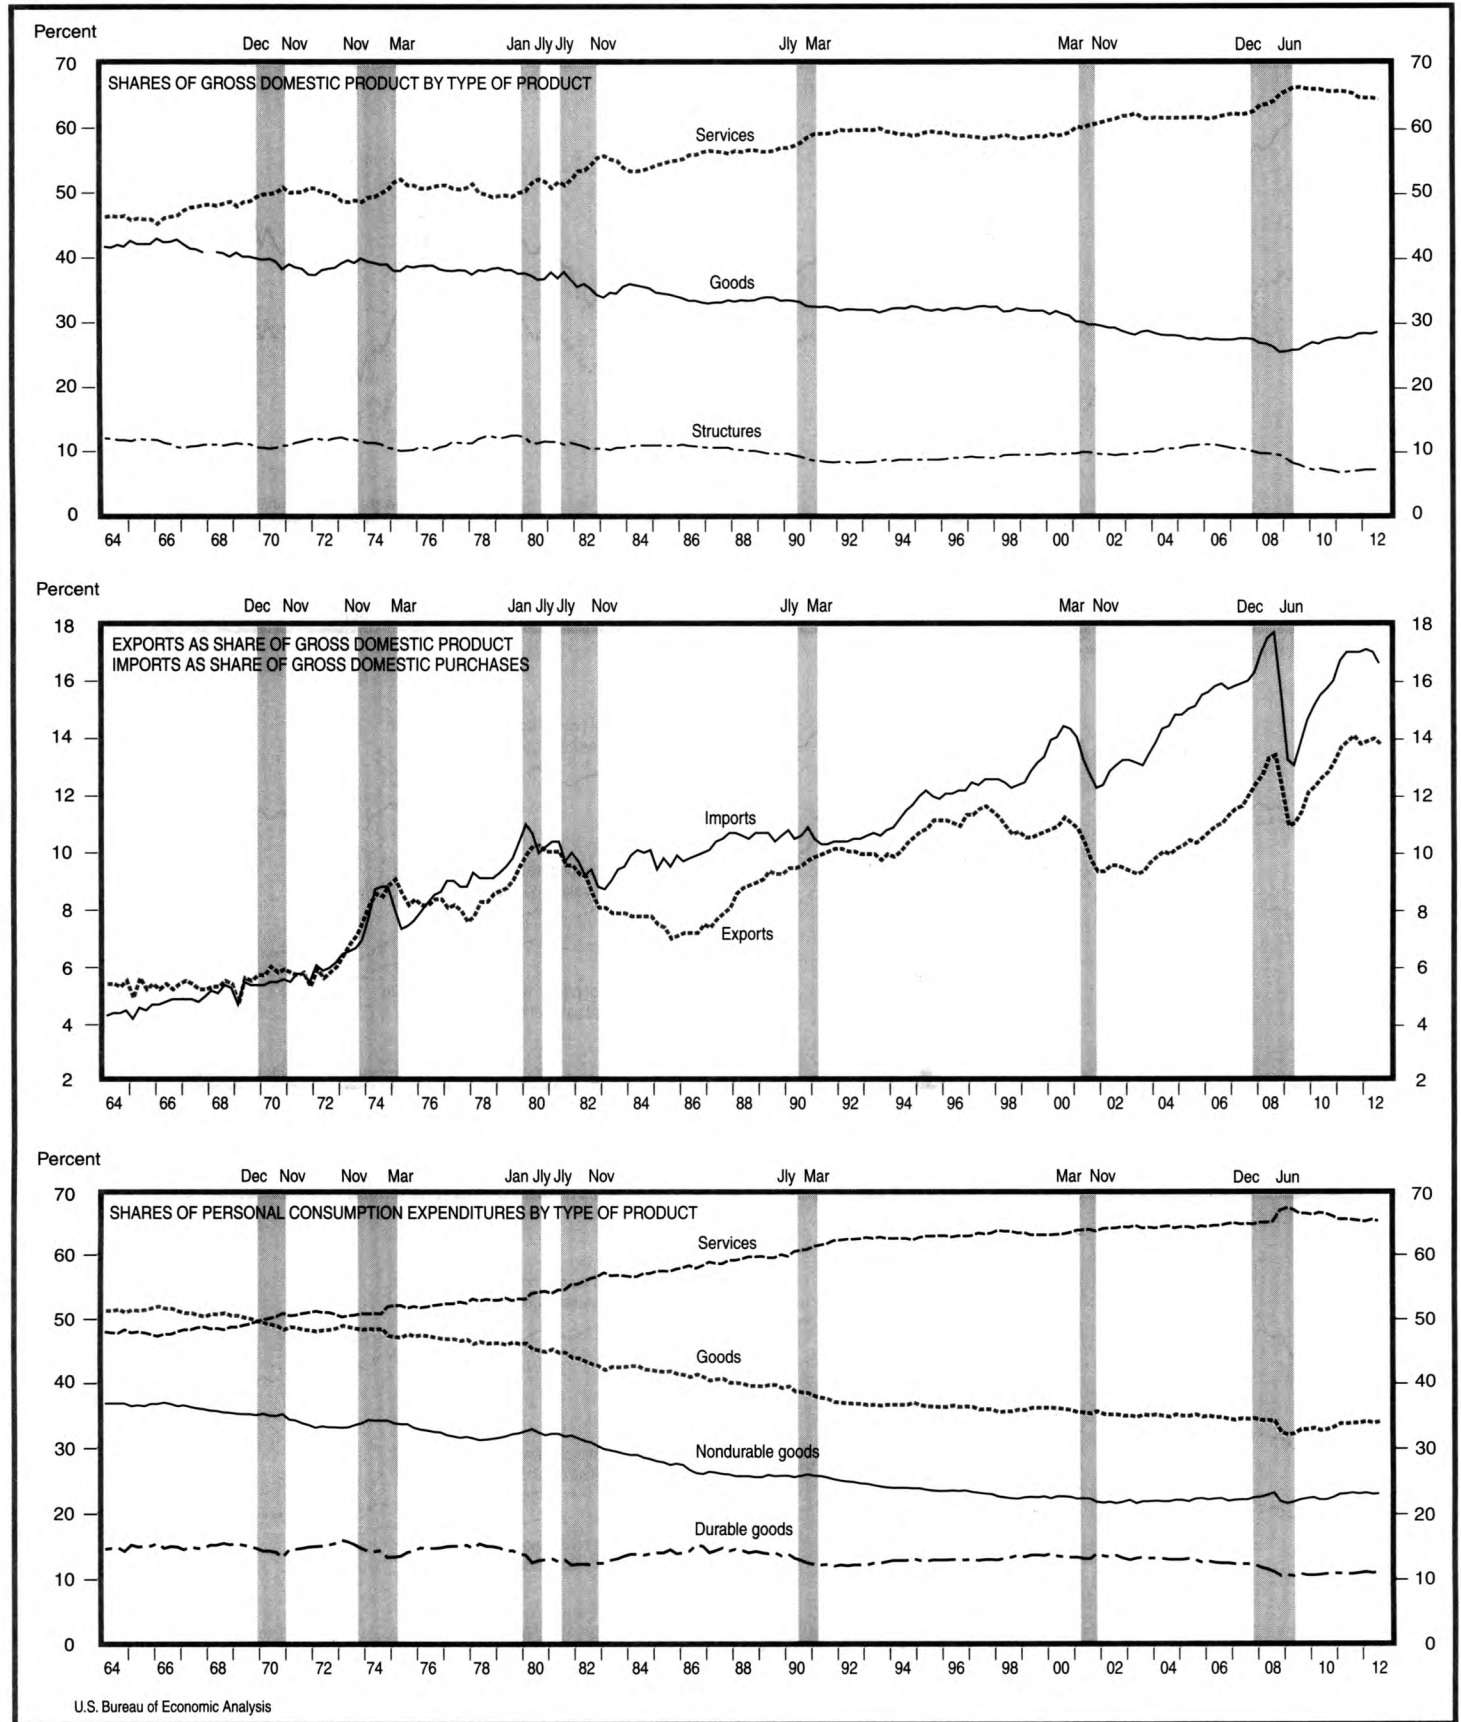 Percent
Dec Nov Nov Mar Jan Jly Jly Nov Jly Mar Mar Nov Dec Jun
70 70
SHARES OF GROSS DOMESTIC PRODUCT BY TYPE OF PRODUCT
60 Services 60
50 50
40 40
Goods
30 30
20 20
Structures
10 10
0 0
64 66 68 70 72 74 76 78 80 82 84 86 88 90 92 94 96 98 00 02 04 06 08 10 12
Percent
Dec Nov Nov Mar Jan Jly Jly Nov Jly Mar Mar Nov Dec Jun
18 18
EXPORTS AS SHARE OF GROSS DOMESTIC PRODUCT
IMPORTS AS SHARE OF GROSS DOMESTIC PURCHASES
16 16
14 14
12 12
Imports
10 10
8 8
Exports
6 6
4 4
2 2
64 66 68 70 72 74 76 78 80 82 84 86 88 90 92 94 96 98 00 02 04 06 08 10 12
Percent
Dec Nov Nov Mar Jan Jly Jly Nov Jly Mar Mar Nov Dec Jun
70 70
SHARES OF PERSONAL CONSUMPTION EXPENDITURES BY TYPE OF PRODUCT
Services
60 60
50 50
Goods
40 40
30 30
Nondurable goods
20 20
Durable goods
10 10
0 0
64 66 68 70 72 74 76 78 80 82 84 86 88 90 92 94 96 98 00 02 04 06 08 10 12
U.S. Bureau of Economic Analysis